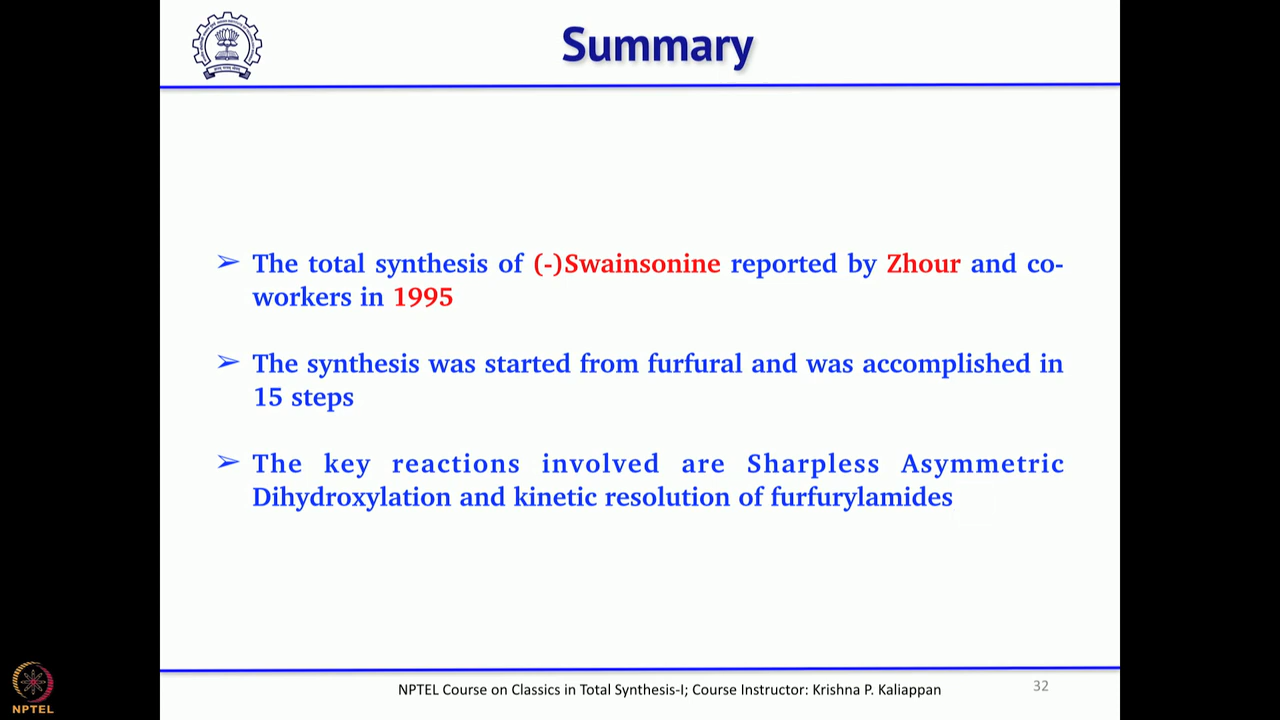 Summary
➢ The total synthesis of (-)Swainsonine reported by Zhour and co-
workers in 1995
➢ The synthesis was started from furfural and was accomplished in
15 steps
➢ The key reactions involved are Sharpless Asymmetric
Dihydroxylation and kinetic resolution of furfurylamides
NPTEL Course on Classics in Total Synthesis-I; Course Instructor: Krishna P. Kaliappan
32
NPTEL